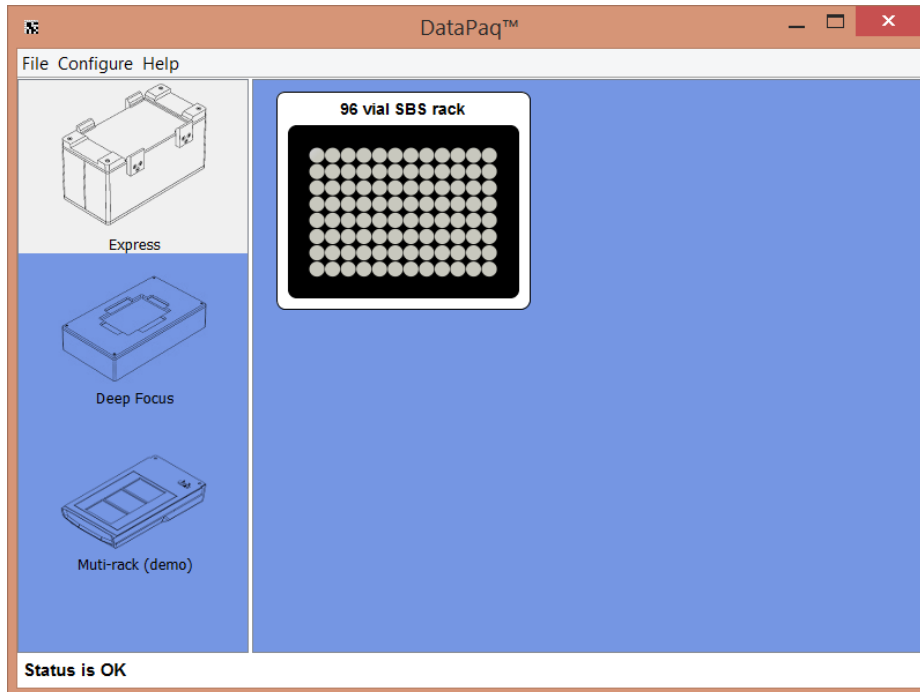 DataPaq™
File Configure Help
Express
Deep Focus
Muti-rack (demo)
96 vial SBS rack
Status is OK